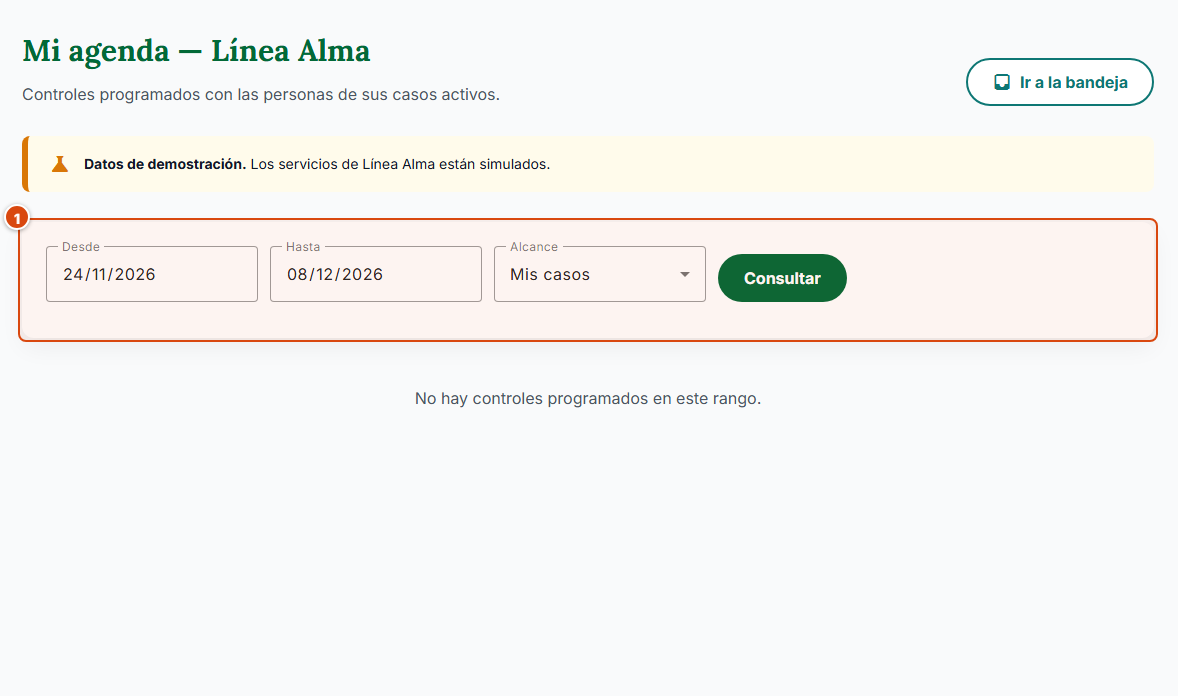 Mi agenda — Línea Alma
Controles programados con las personas de sus casos activos.
Ir a la bandeja
Datos de demostración. Los servicios de Línea Alma están simulados.
1
Desde
24/11/2026
Hasta
08/12/2026
Alcance
Mis casos
Consultar
No hay controles programados en este rango.